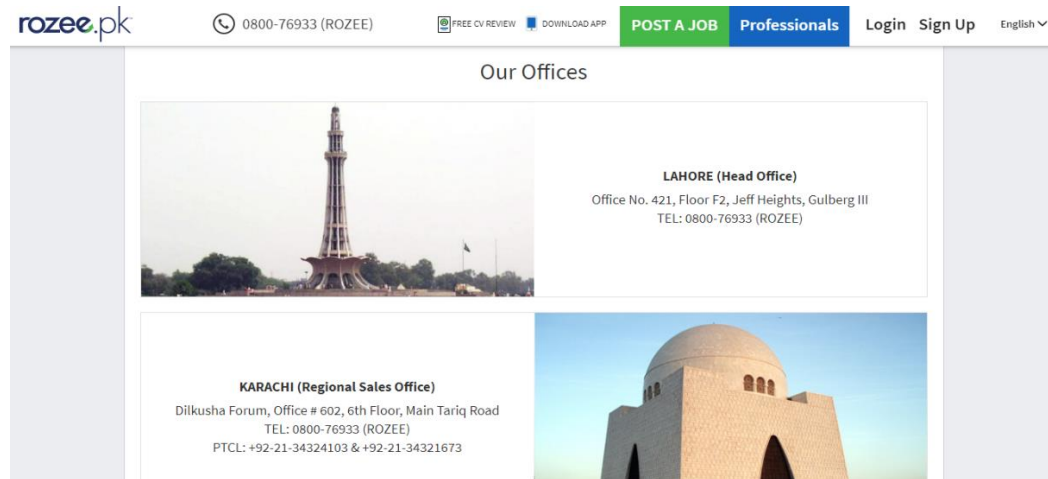 rozee.pk
0800-76933 (ROZEE)
FREE CV REVIEW
DOWNLOAD APP
POST A JOB
Professionals
Login
Sign Up
English
Our Offices
LAHORE (Head Office)
Office No. 421, Floor F2, Jeff Heights, Gulberg III
TEL: 0800-76933 (ROZEE)
KARACHI (Regional Sales Office)
Dilkusha Forum, Office # 602, 6th Floor, Main Tariq Road
TEL: 0800-76933 (ROZEE)
PTCL: +92-21-34324103 & +92-21-34321673